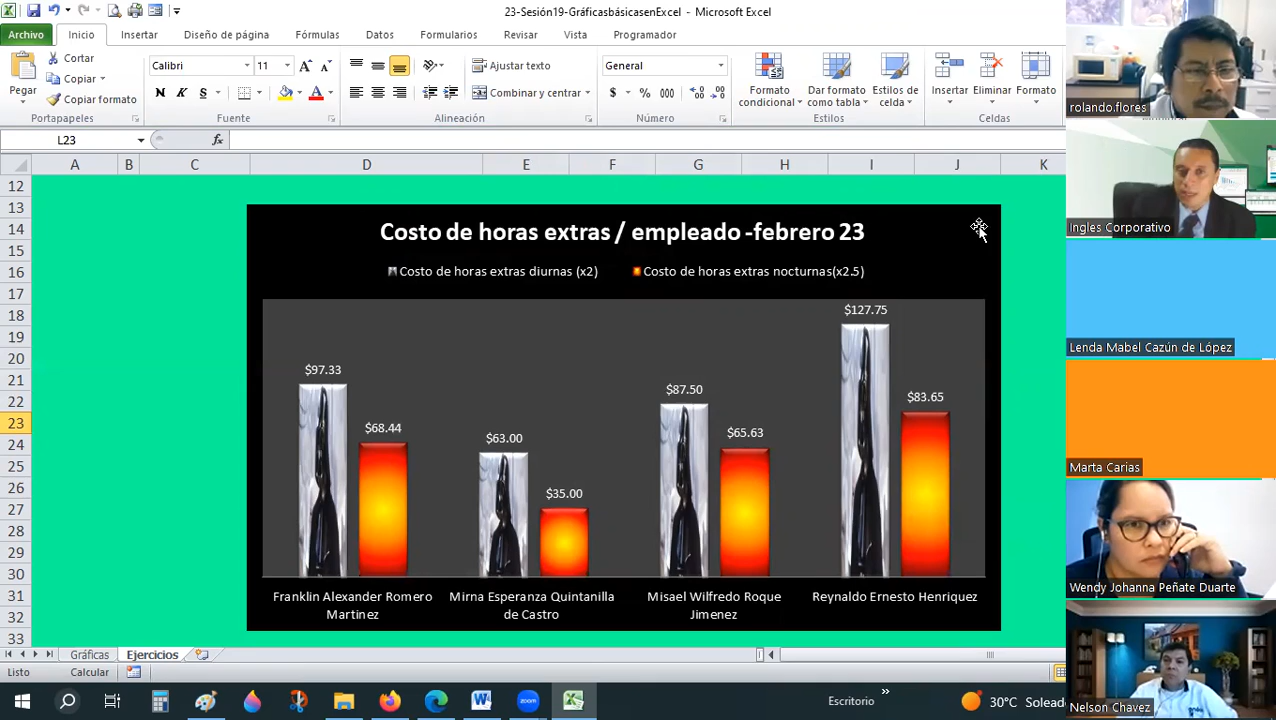 23-Sesión19-GráficasbásicasenExcel - Microsoft Excel
Archivo Inicio Insertar Diseño de página Fórmulas Datos Formularios Revisar Vista Programador
Pegar
Cortar
Copiar
Copiar formato
Portapapeles
Calibri 11
N K S
Fuente
Ajustar texto
Combinar y centrar
Alineación
General
$ % 000
Número
Formato condicional
Dar formato como tabla
Estilos de celda
Estilos
Insertar Eliminar Formato
Celdas
L23 fx
A B C D E F G H I J K
12
13
14
15
16
17
18
19
20
21
22
23
24
25
26
27
28
29
30
31
32
33
Costo de horas extras / empleado -febrero 23
Costo de horas extras diurnas (x2) Costo de horas extras nocturnas(x2.5)
$97.33 $68.44 $63.00 $35.00 $87.50 $65.63 $127.75 $83.65
Franklin Alexander Romero Martinez
Mirna Esperanza Quintanilla de Castro
Misael Wilfredo Roque Jimenez
Reynaldo Ernesto Henriquez
Gráficas Ejercicios
Listo Calcular
Escritorio » 30°C Solead
rolando.flores
Ingles Corporativo
Lenda Mabel Cazún de López
Marta Carias
Wendy Johanna Peñate Duarte
Nelson Chavez